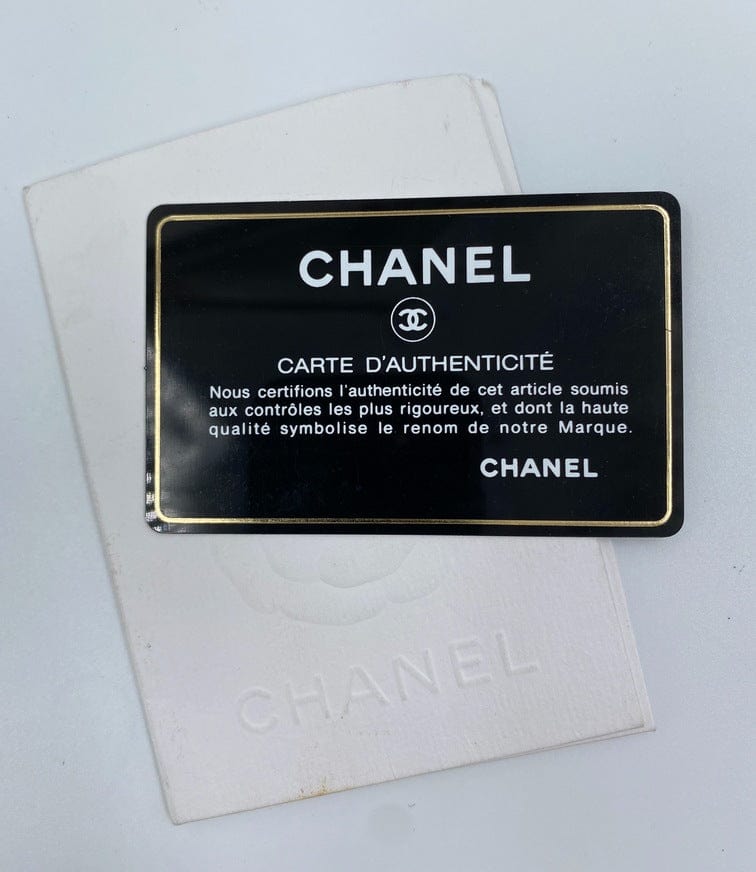 CHANEL
CARTE D'AUTHENTICITÉ
Nous certifions l'authenticité de cet article soumis
aux contrôles les plus rigoureux, et dont la haute
qualité symbolise le renom de notre Marque.
CHANEL
CHANEL